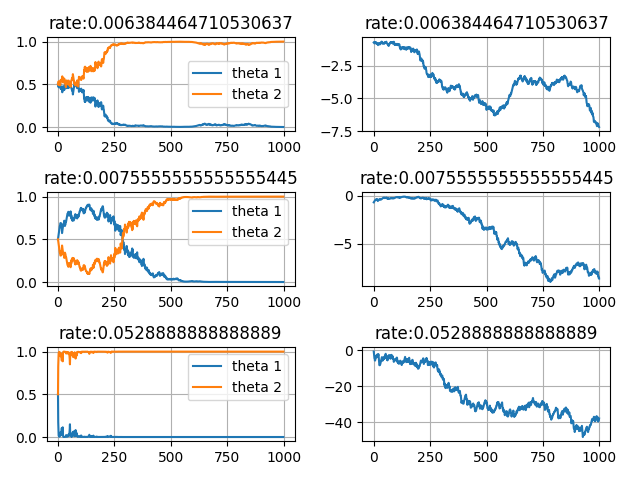 rate:0.006384464710530637
1.0
0.5
0.0
theta 1
theta 2
0 250 500 750 1000
rate:0.006384464710530637
−2.5
−5.0
−7.5
0 250 500 750 1000
rate:0.0075555555555555445
1.0
0.5
0.0
theta 1
theta 2
0 250 500 750 1000
rate:0.0075555555555555445
0
−5
0 250 500 750 1000
rate:0.0528888888888889
1.0
0.5
0.0
theta 1
theta 2
0 250 500 750 1000
rate:0.0528888888888889
0
−20
−40
0 250 500 750 1000